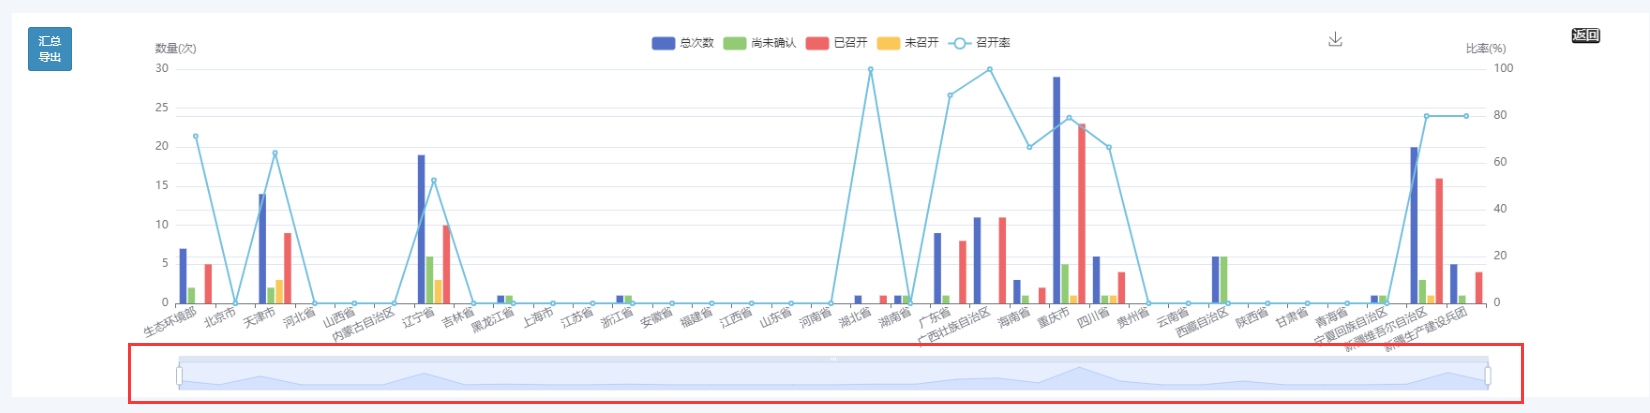 汇总
导出
数量(次)
总次数
尚未确认
已召开
未召开
召开率
返回
比率(%)
30
25
20
15
10
5
0
100
80
60
40
20
0
生态环境部
北京市
天津市
河北省
山西省
内蒙古自治区
辽宁省
吉林省
黑龙江省
上海市
江苏省
浙江省
安徽省
福建省
江西省
山东省
河南省
湖北省
湖南省
广东省
广西壮族自治区
海南省
重庆市
四川省
贵州省
云南省
西藏自治区
陕西省
甘肃省
青海省
宁夏回族自治区
新疆维吾尔自治区
新疆生产建设兵团